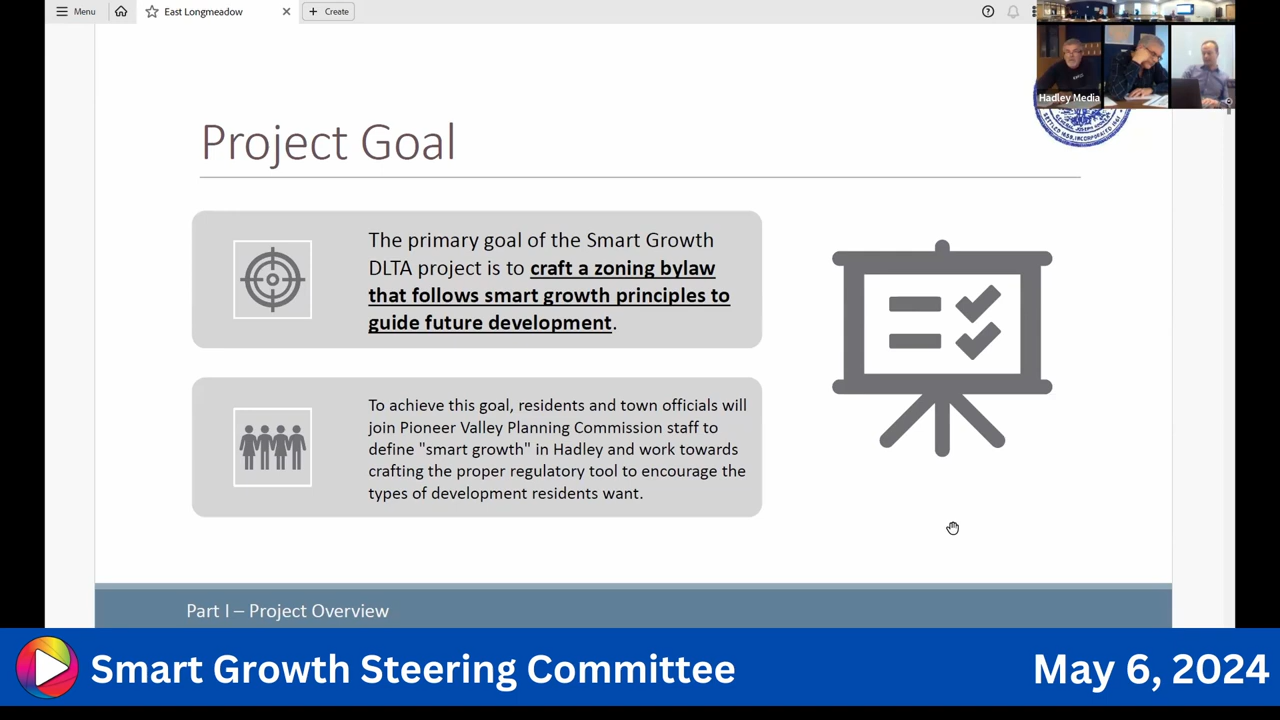 Menu
East Longmeadow
+ Create
Hadley Media
SETTLED 1659, INCORPORATED 1661
Project Goal
The primary goal of the Smart Growth
DLTA project is to craft a zoning bylaw
that follows smart growth principles to
guide future development.
To achieve this goal, residents and town officials will
join Pioneer Valley Planning Commission staff to
define "smart growth" in Hadley and work towards
crafting the proper regulatory tool to encourage the
types of development residents want.
Part I – Project Overview
Smart Growth Steering Committee
May 6, 2024